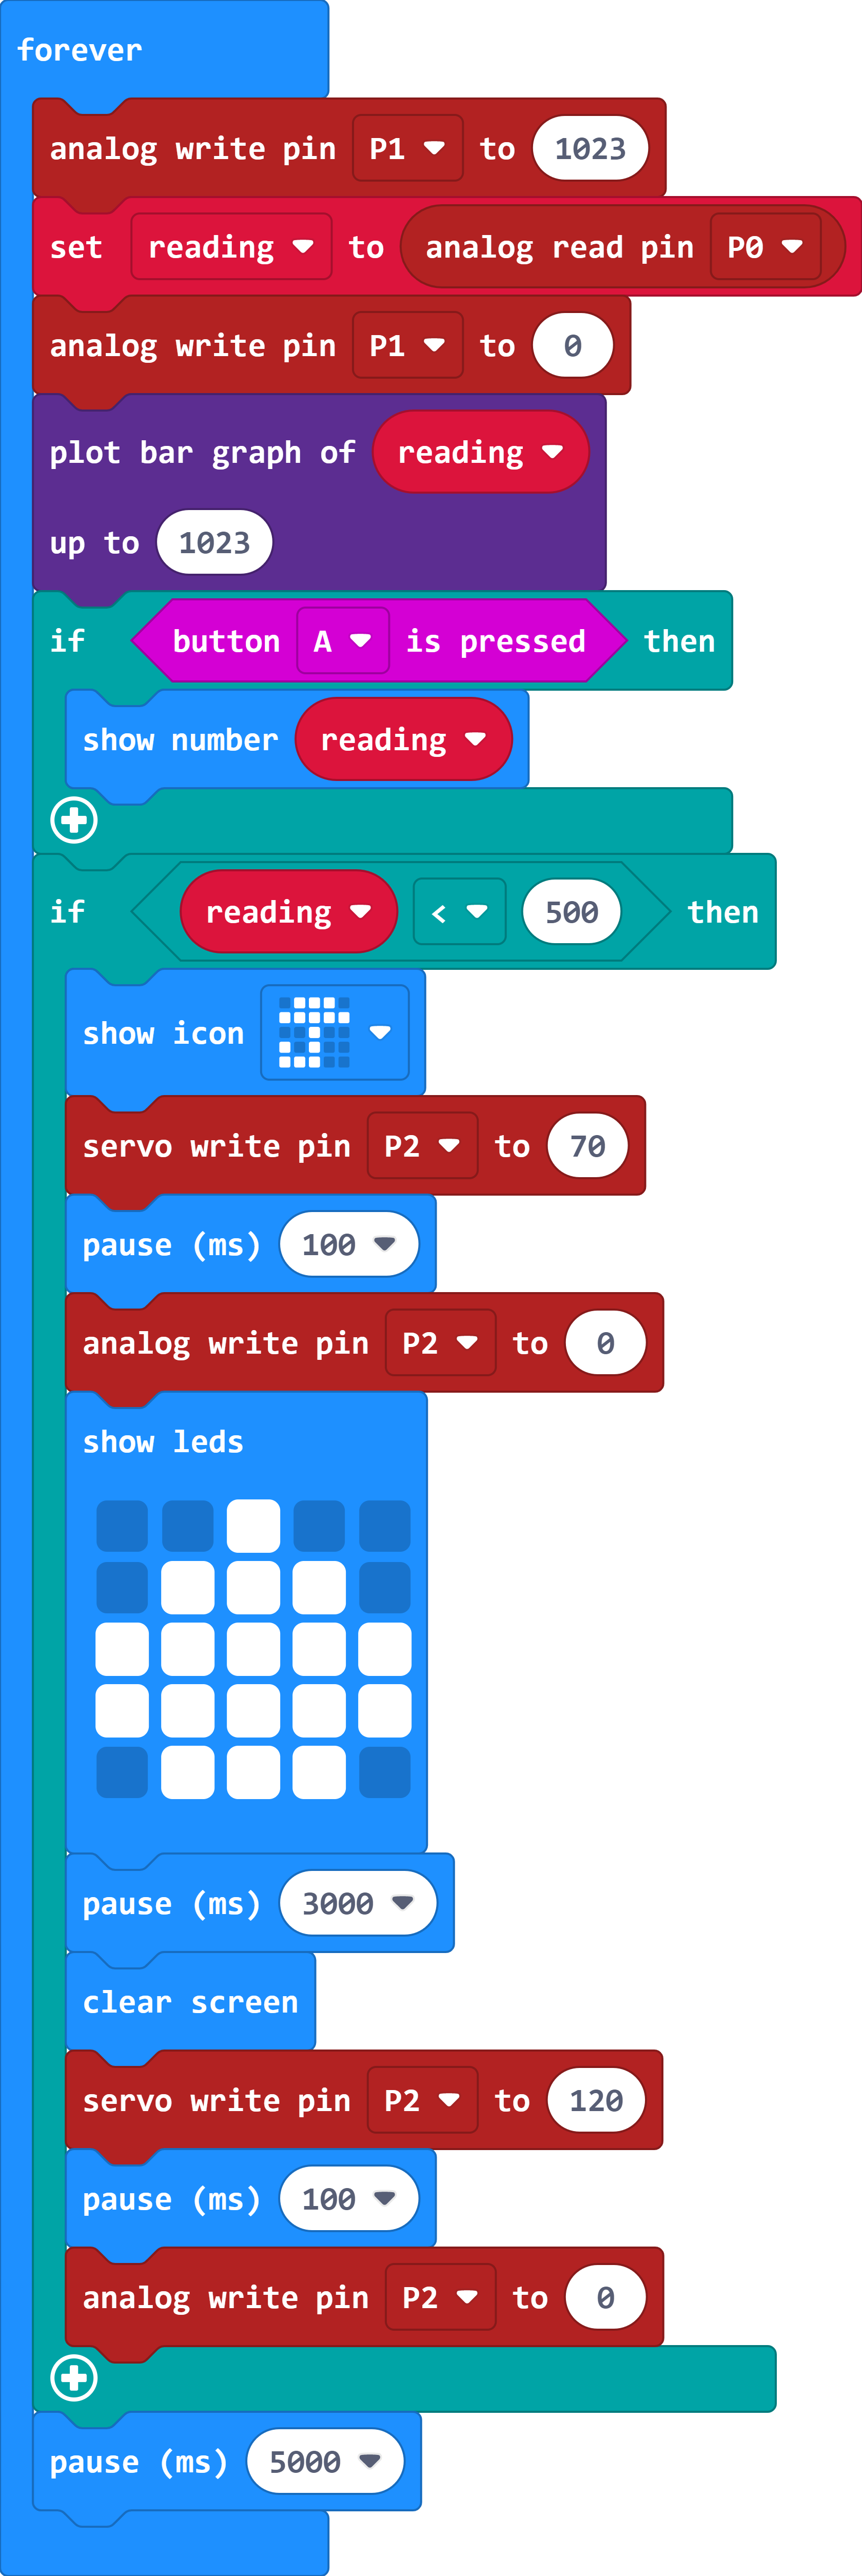 forever
analog write pin P1 to 1023
set reading to analog read pin P0
analog write pin P1 to 0
plot bar graph of reading
up to 1023
if button A is pressed then
show number reading
if reading < 500 then
show icon
servo write pin P2 to 70
pause (ms) 100
analog write pin P2 to 0
show leds
pause (ms) 3000
clear screen
servo write pin P2 to 120
pause (ms) 100
analog write pin P2 to 0
pause (ms) 5000